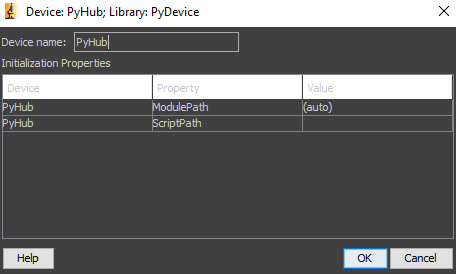 Device: PyHub; Library: PyDevice
Device name: PyHub
Initialization Properties
Device Property Value
PyHub ModulePath (auto)
PyHub ScriptPath
Help OK Cancel